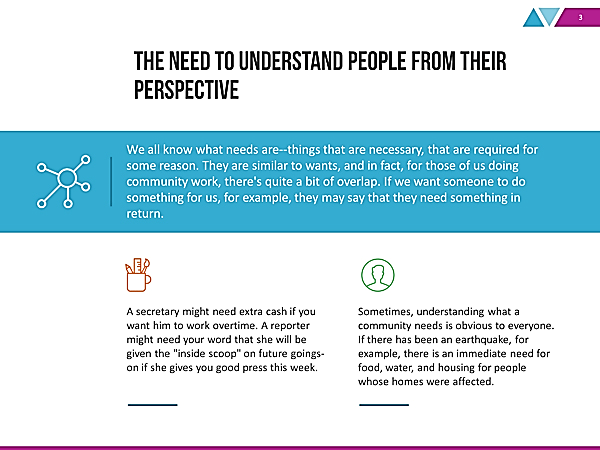 3
THE NEED TO UNDERSTAND PEOPLE FROM THEIR
PERSPECTIVE
We all know what needs are--things that are necessary, that are required for
some reason. They are similar to wants, and in fact, for those of us doing
community work, there's quite a bit of overlap. If we want someone to do
something for us, for example, they may say that they need something in
return.
A secretary might need extra cash if you
want him to work overtime. A reporter
might need your word that she will be
given the "inside scoop" on future goings-
on if she gives you good press this week.
Sometimes, understanding what a
community needs is obvious to everyone.
If there has been an earthquake, for
example, there is an immediate need for
food, water, and housing for people
whose homes were affected.